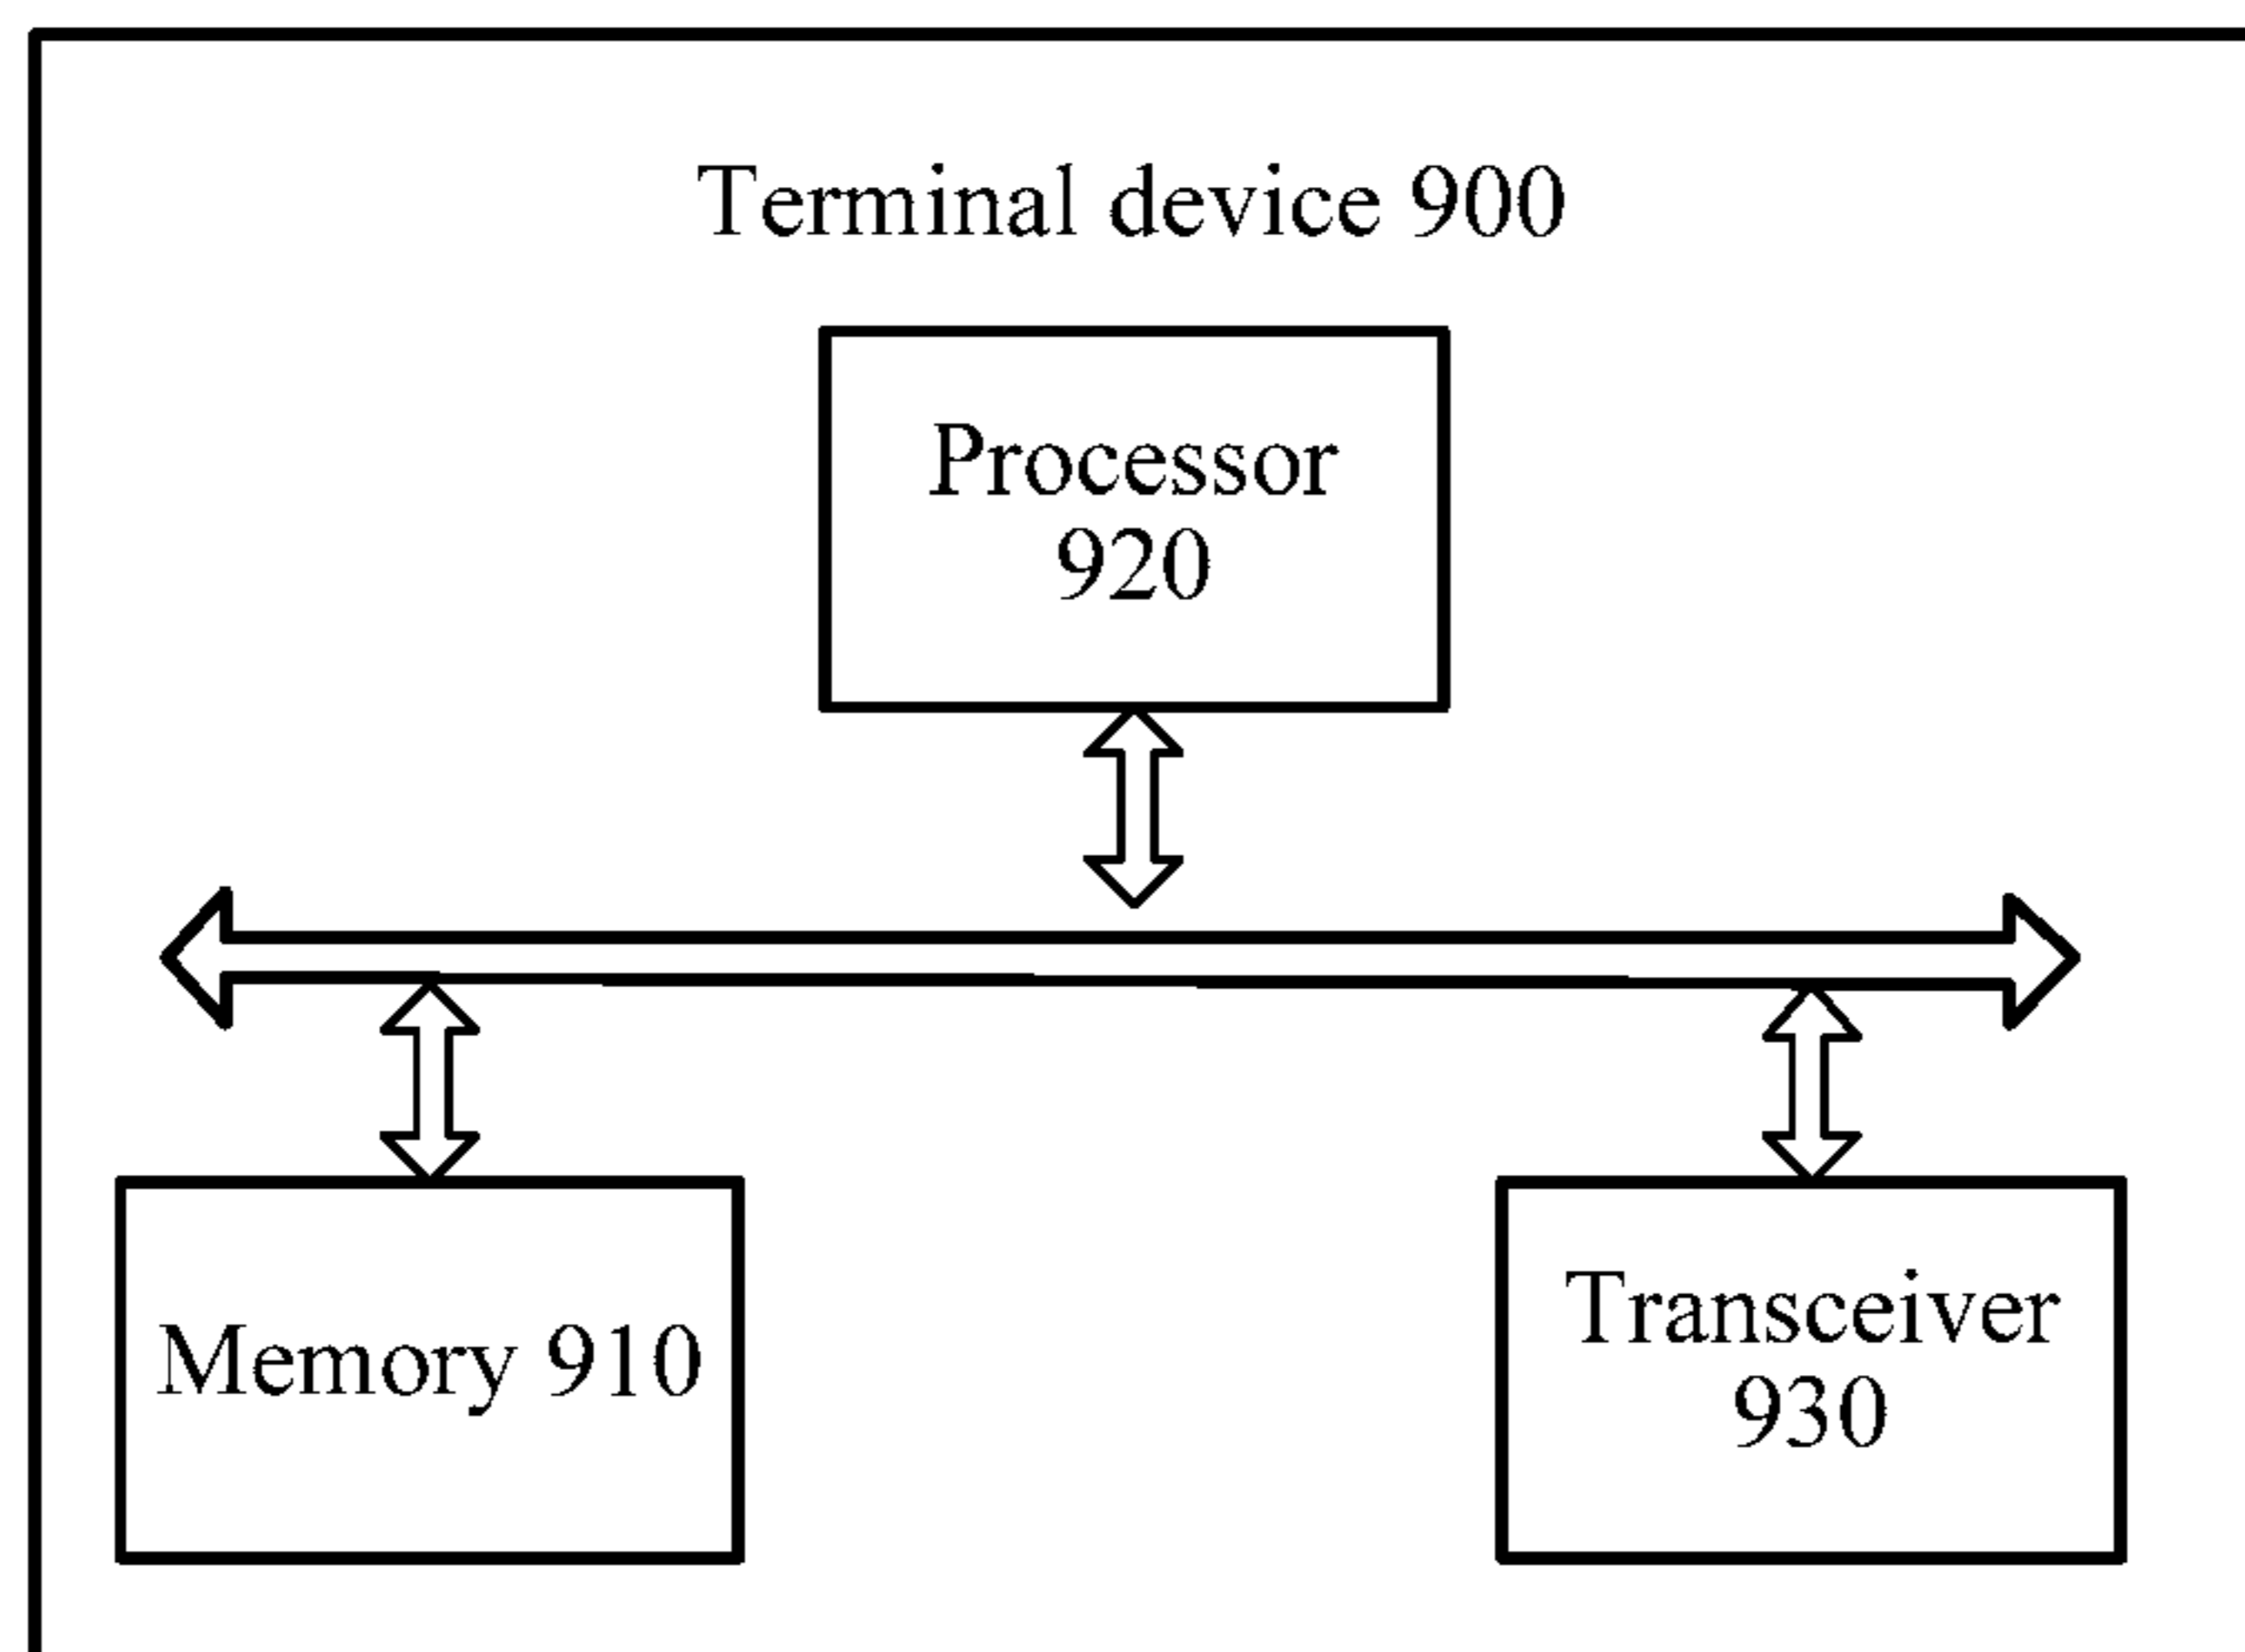 Terminal device 900
Processor
920
Memory 910
Transceiver
930